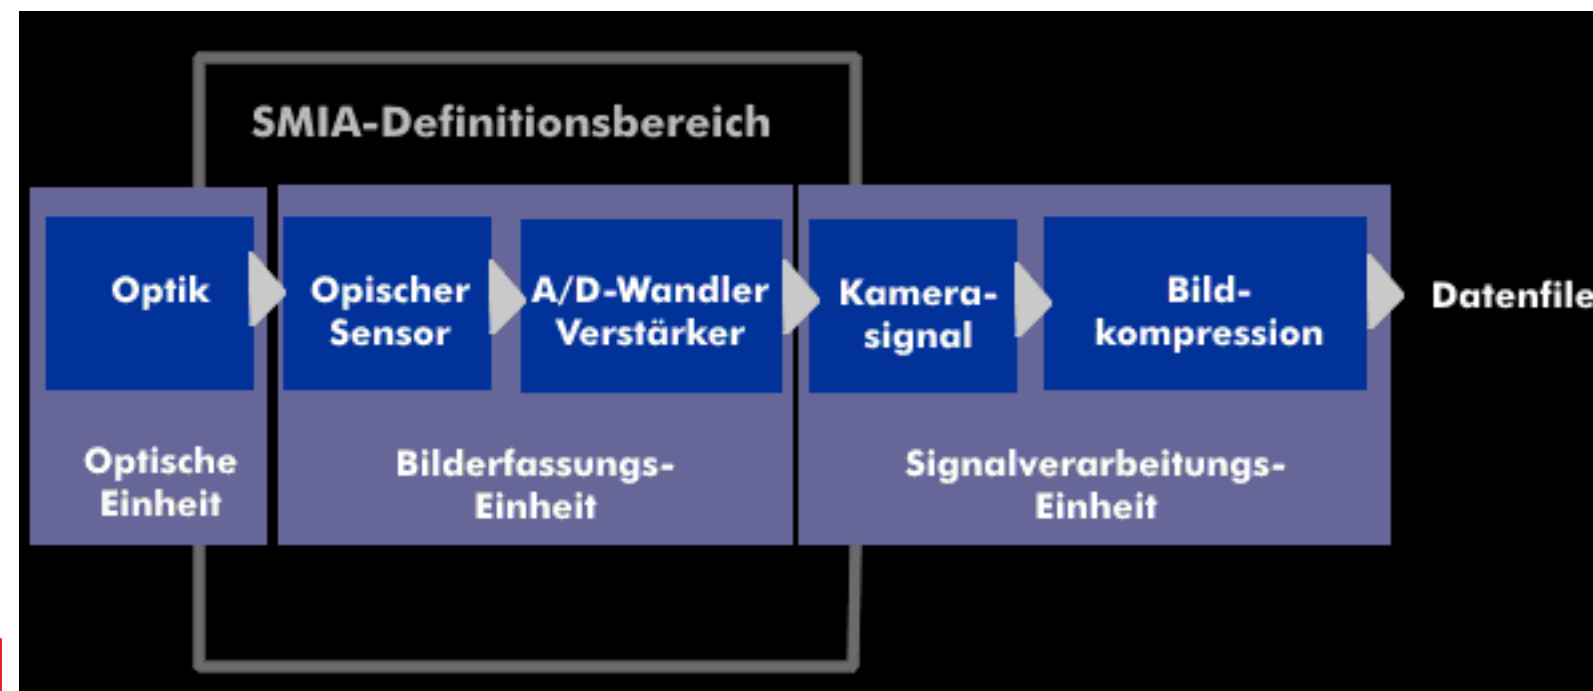 SMIA-Definitionsbereich
Optik
Opischer
Sensor
A/D-Wandler
Verstärker
Kamera-
signal
Bild-
kompression
Datenfile
Optische
Einheit
Bilderfassungs-
Einheit
Signalverarbeitungs-
Einheit